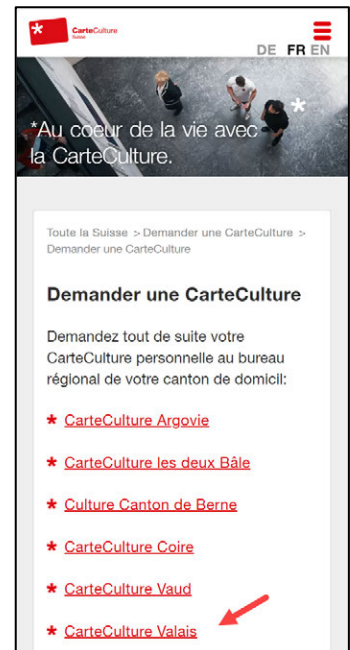 CarteCulture
Suisse
DE FR EN
*Au coeur de la vie avec
la CarteCulture.
Toute la Suisse > Demander une CarteCulture >
Demander une CarteCulture
Demander une CarteCulture
Demandez tout de suite votre
CarteCulture personnelle au bureau
régional de votre canton de domicil:
* CarteCulture Argovie
* CarteCulture les deux Bâle
* Culture Canton de Berne
* CarteCulture Coire
* CarteCulture Vaud
* CarteCulture Valais